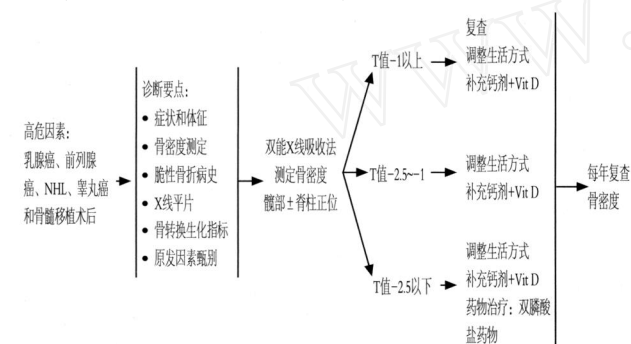 高危因素:
乳腺癌、前列腺
癌、NHL、睾丸癌
和骨髓移植术后
诊断要点:
• 症状和体征
• 骨密度测定
• 脆性骨折病史
• X线平片
• 骨转换生化指标
• 原发因素甄别
双能X线吸收法
测定骨密度
髋部±脊柱正位
T值-1以上
复查
调整生活方式
补充钙剂+Vit D
T值-2.5~-1
调整生活方式
补充钙剂+Vit D
T值-2.5以下
调整生活方式
补充钙剂+Vit D
药物治疗: 双膦酸
盐药物
每年复查
骨密度
WWW.